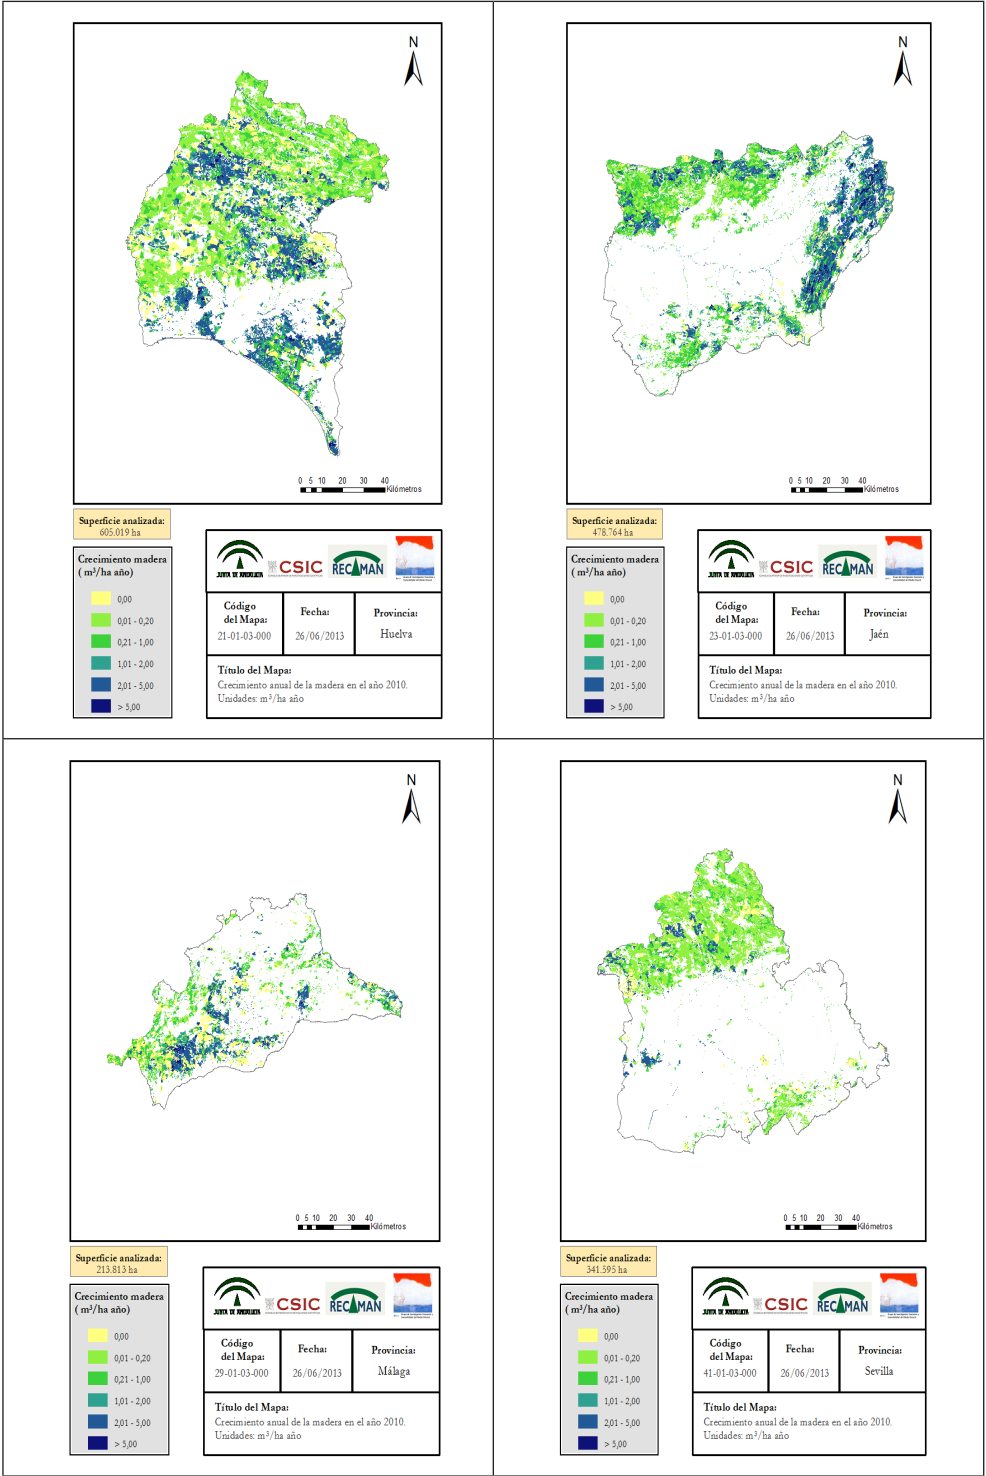 N
0 5 10 20 30 40
Kilómetros
Superficie analizada:
605.019 ha
Crecimiento madera
( m³/ha año)
0,00
0,01 - 0,20
0,21 - 1,00
1,01 - 2,00
2,01 - 5,00
> 5,00
JUNTA DE ANDALUCIA
CSIC
RECAMAN
Código
del Mapa:
21-01-03-000
Fecha:
26/06/2013
Provincia:
Huelva
Título del Mapa:
Crecimiento anual de la madera en el año 2010.
Unidades: m³/ha año
N
0 5 10 20 30 40
Kilómetros
Superficie analizada:
478.764 ha
Crecimiento madera
( m³/ha año)
0,00
0,01 - 0,20
0,21 - 1,00
1,01 - 2,00
2,01 - 5,00
> 5,00
JUNTA DE ANDALUCIA
CSIC
RECAMAN
Código
del Mapa:
23-01-03-000
Fecha:
26/06/2013
Provincia:
Jaén
Título del Mapa:
Crecimiento anual de la madera en el año 2010.
Unidades: m³/ha año
N
0 5 10 20 30 40
Kilómetros
Superficie analizada:
213.813 ha
Crecimiento madera
( m³/ha año)
0,00
0,01 - 0,20
0,21 - 1,00
1,01 - 2,00
2,01 - 5,00
> 5,00
JUNTA DE ANDALUCIA
CSIC
RECAMAN
Código
del Mapa:
29-01-03-000
Fecha:
26/06/2013
Provincia:
Málaga
Título del Mapa:
Crecimiento anual de la madera en el año 2010.
Unidades: m³/ha año
N
0 5 10 20 30 40
Kilómetros
Superficie analizada:
341.595 ha
Crecimiento madera
( m³/ha año)
0,00
0,01 - 0,20
0,21 - 1,00
1,01 - 2,00
2,01 - 5,00
> 5,00
JUNTA DE ANDALUCIA
CSIC
RECAMAN
Código
del Mapa:
41-01-03-000
Fecha:
26/06/2013
Provincia:
Sevilla
Título del Mapa:
Crecimiento anual de la madera en el año 2010.
Unidades: m³/ha año